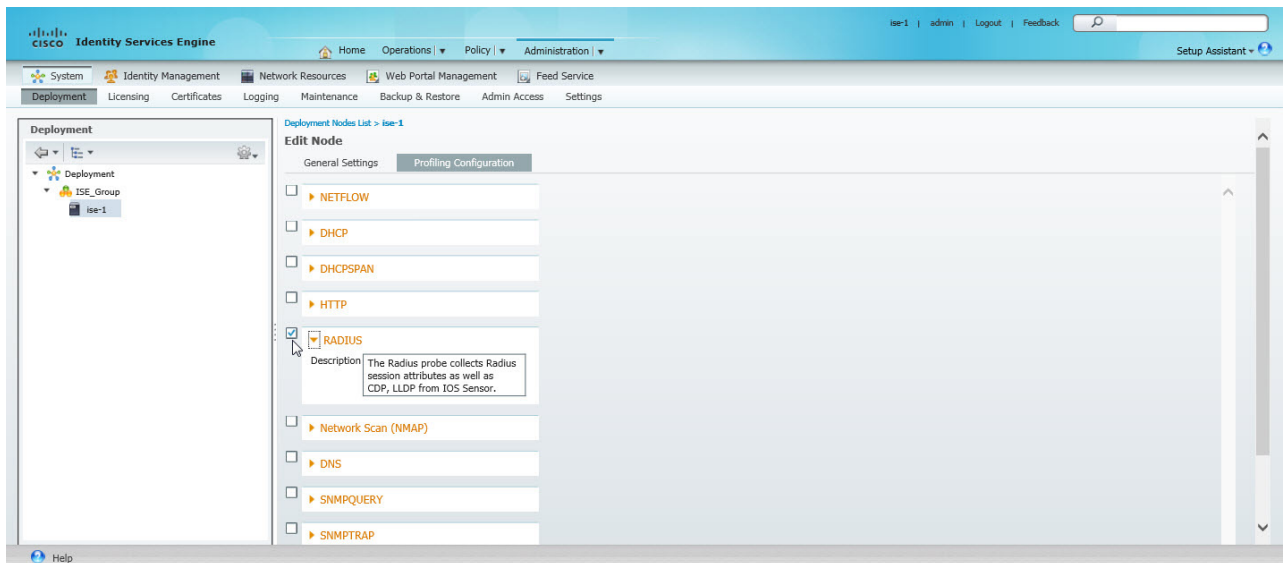 ise-1 | admin | Logout | Feedback
cisco Identity Services Engine
Home Operations | Policy | Administration |
Setup Assistant
System Identity Management Network Resources Web Portal Management Feed Service
Deployment Licensing Certificates Logging Maintenance Backup & Restore Admin Access Settings
Deployment
Deployment
ISE_Group
ise-1
Deployment Nodes List > ise-1
Edit Node
General Settings Profiling Configuration
NETFLOW
DHCP
DHCPSPAN
HTTP
RADIUS
Description The Radius probe collects Radius
session attributes as well as
CDP, LLDP from IOS Sensor.
Network Scan (NMAP)
DNS
SNMPQUERY
SNMPTRAP
Help